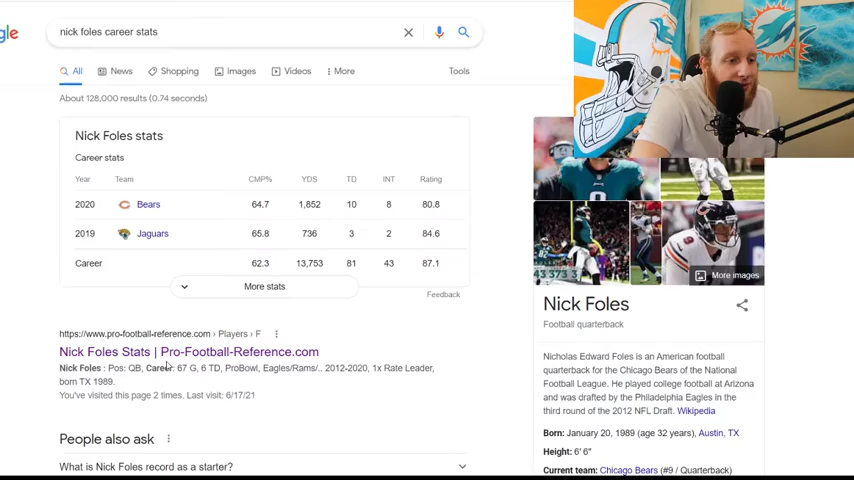 gle
nick foles career stats
All News Shopping Images Videos More Tools
About 128,000 results (0.74 seconds)
Nick Foles stats
Career stats
Year Team CMP% YDS TD INT Rating
2020 Bears 64.7 1,852 10 8 80.8
2019 Jaguars 65.8 736 3 2 84.6
Career 62.3 13,753 81 43 87.1
More stats
Feedback
https://www.pro-football-reference.com › Players › F
Nick Foles Stats | Pro-Football-Reference.com
Nick Foles : Pos: QB, Career: 67 G, 6 TD, ProBowl, Eagles/Rams/.. 2012-2020, 1x Rate Leader,
born TX 1989.
You've visited this page 2 times. Last visit: 6/17/21
People also ask
What is Nick Foles record as a starter?
9
43 373 3
More images
Nick Foles
Football quarterback
Nicholas Edward Foles is an American football
quarterback for the Chicago Bears of the
National Football League. He played college football at Arizona
and was drafted by the Philadelphia Eagles in the
third round of the 2012 NFL Draft. Wikipedia
Born: January 20, 1989 (age 32 years), Austin, TX
Height: 6′ 6″
Current team: Chicago Bears (#9 / Quarterback)